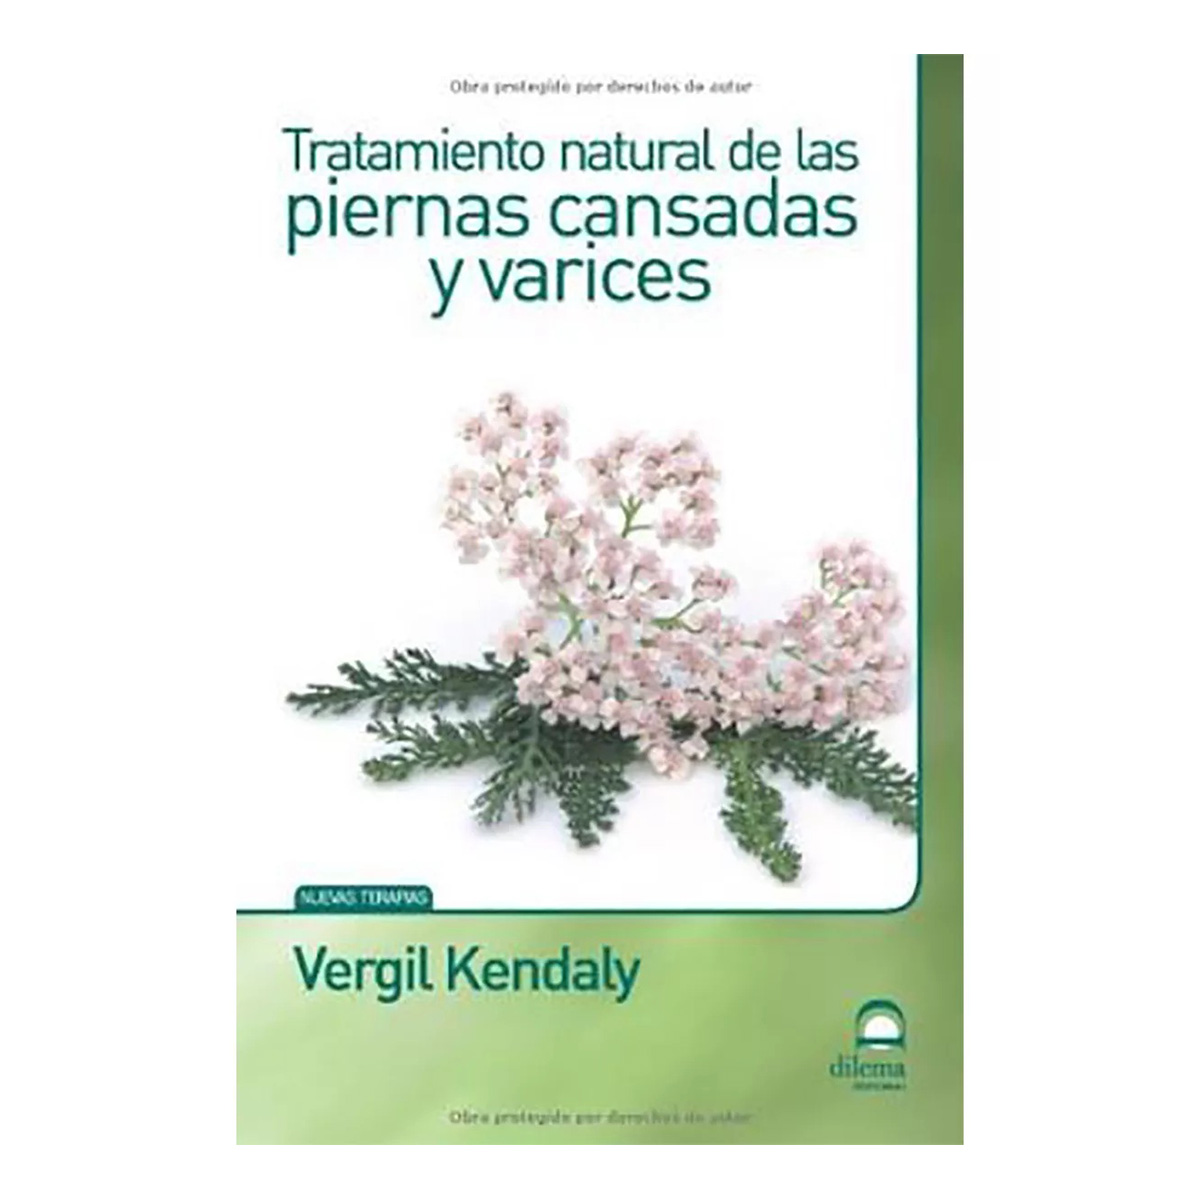 Obra protegida por derechos de autor
Tratamiento natural de las
piernas cansadas
y varices
NUEVAS TERAPIAS
Vergil Kendaly
dilema
EDITORIAL
Obra protegida por derechos de autor